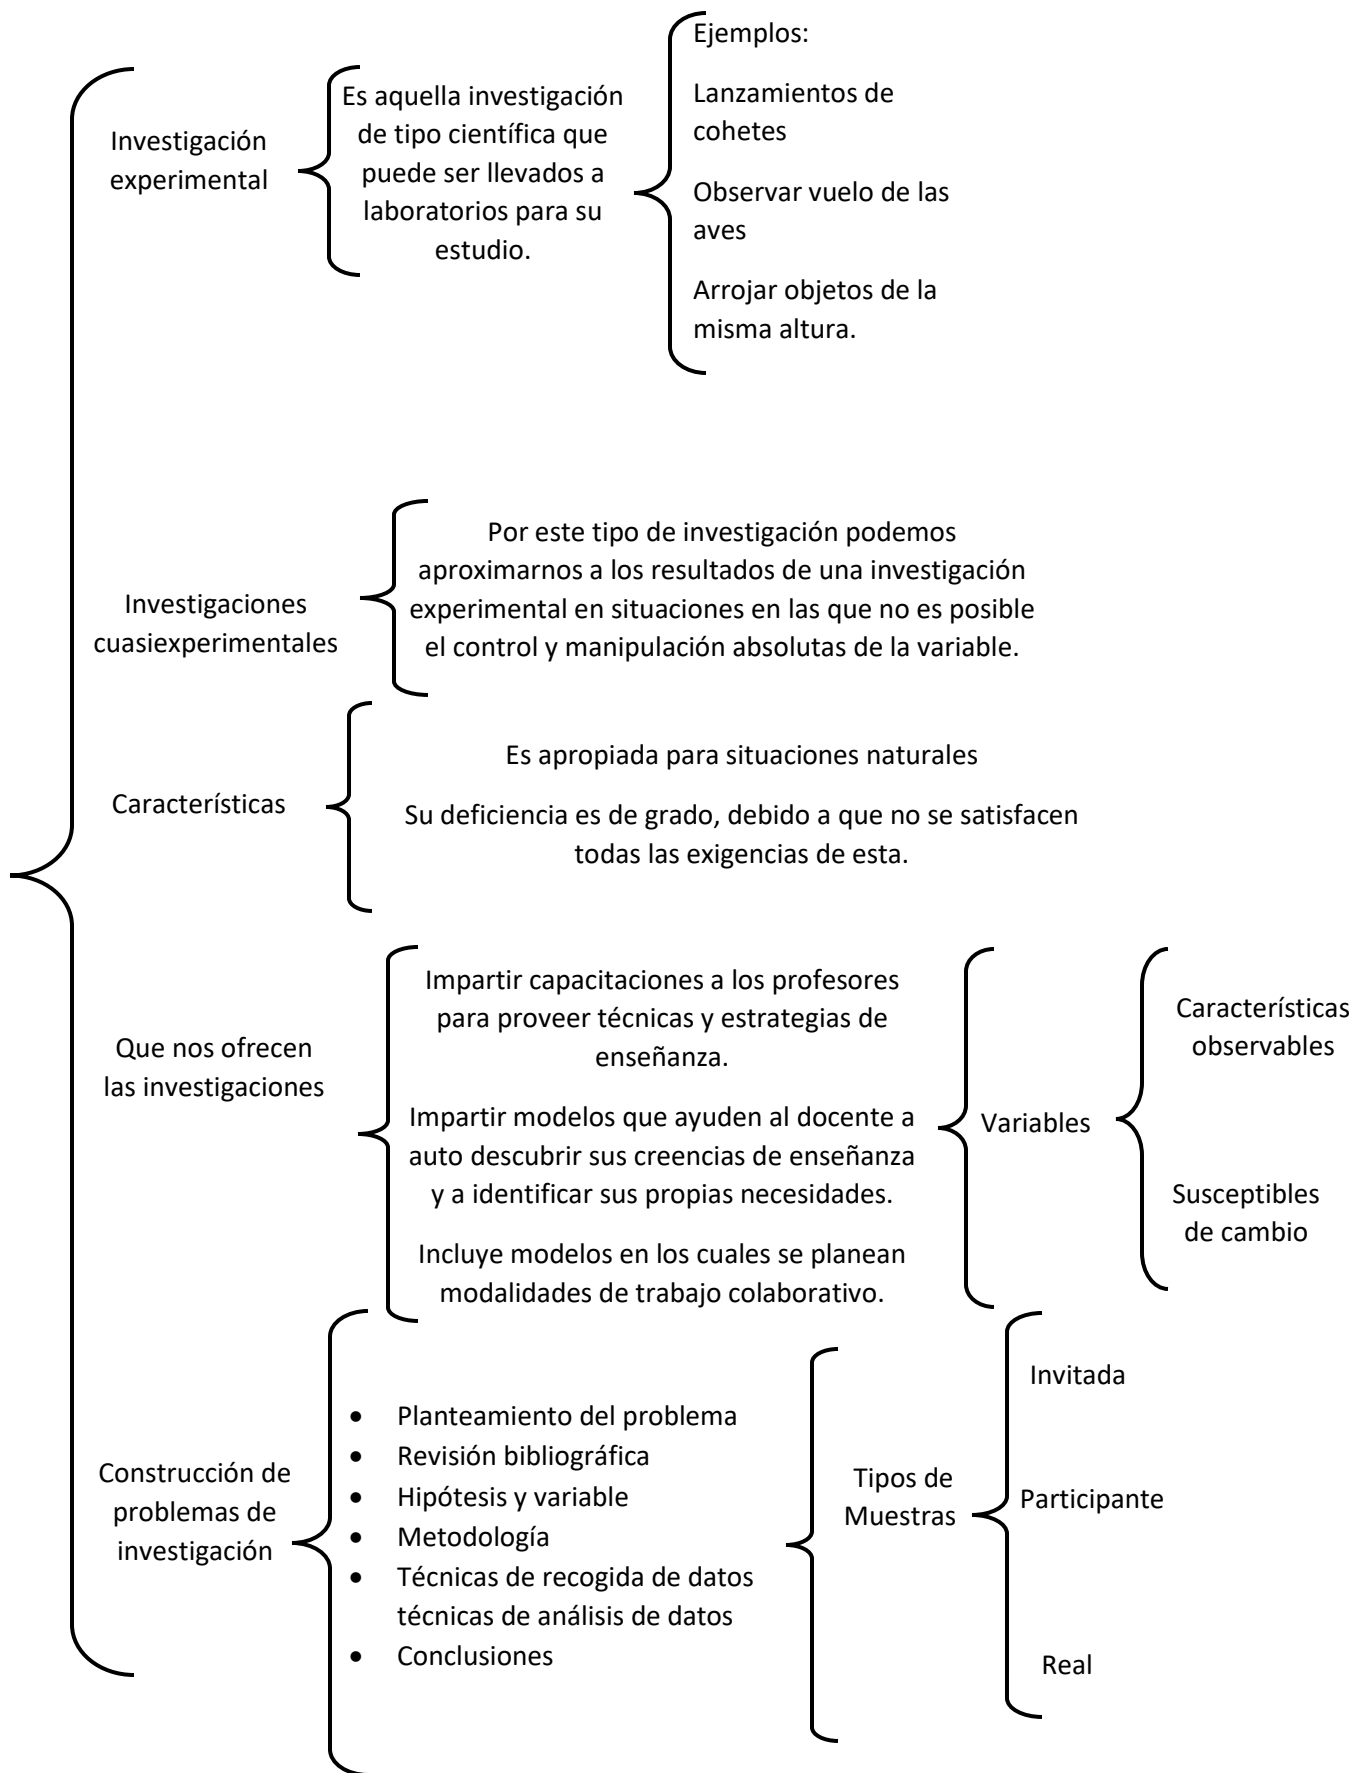 Investigación
experimental
Es aquella investigación
de tipo científica que
puede ser llevados a
laboratorios para su
estudio.
Ejemplos:
Lanzamientos de
cohetes
Observar vuelo de las
aves
Arrojar objetos de la
misma altura.
Investigaciones
cuasiexperimentales
Por este tipo de investigación podemos
aproximarnos a los resultados de una investigación
experimental en situaciones en las que no es posible
el control y manipulación absolutas de la variable.
Características
Es apropiada para situaciones naturales
Su deficiencia es de grado, debido a que no se satisfacen
todas las exigencias de esta.
Que nos ofrecen
las investigaciones
Impartir capacitaciones a los profesores
para proveer técnicas y estrategias de
enseñanza.
Impartir modelos que ayuden al docente a
auto descubrir sus creencias de enseñanza
y a identificar sus propias necesidades.
Incluye modelos en los cuales se planean
modalidades de trabajo colaborativo.
Variables
Características
observables
Susceptibles
de cambio
Construcción de
problemas de
investigación
• Planteamiento del problema
• Revisión bibliográfica
• Hipótesis y variable
• Metodología
• Técnicas de recogida de datos
técnicas de análisis de datos
• Conclusiones
Tipos de
Muestras
Invitada
Participante
Real